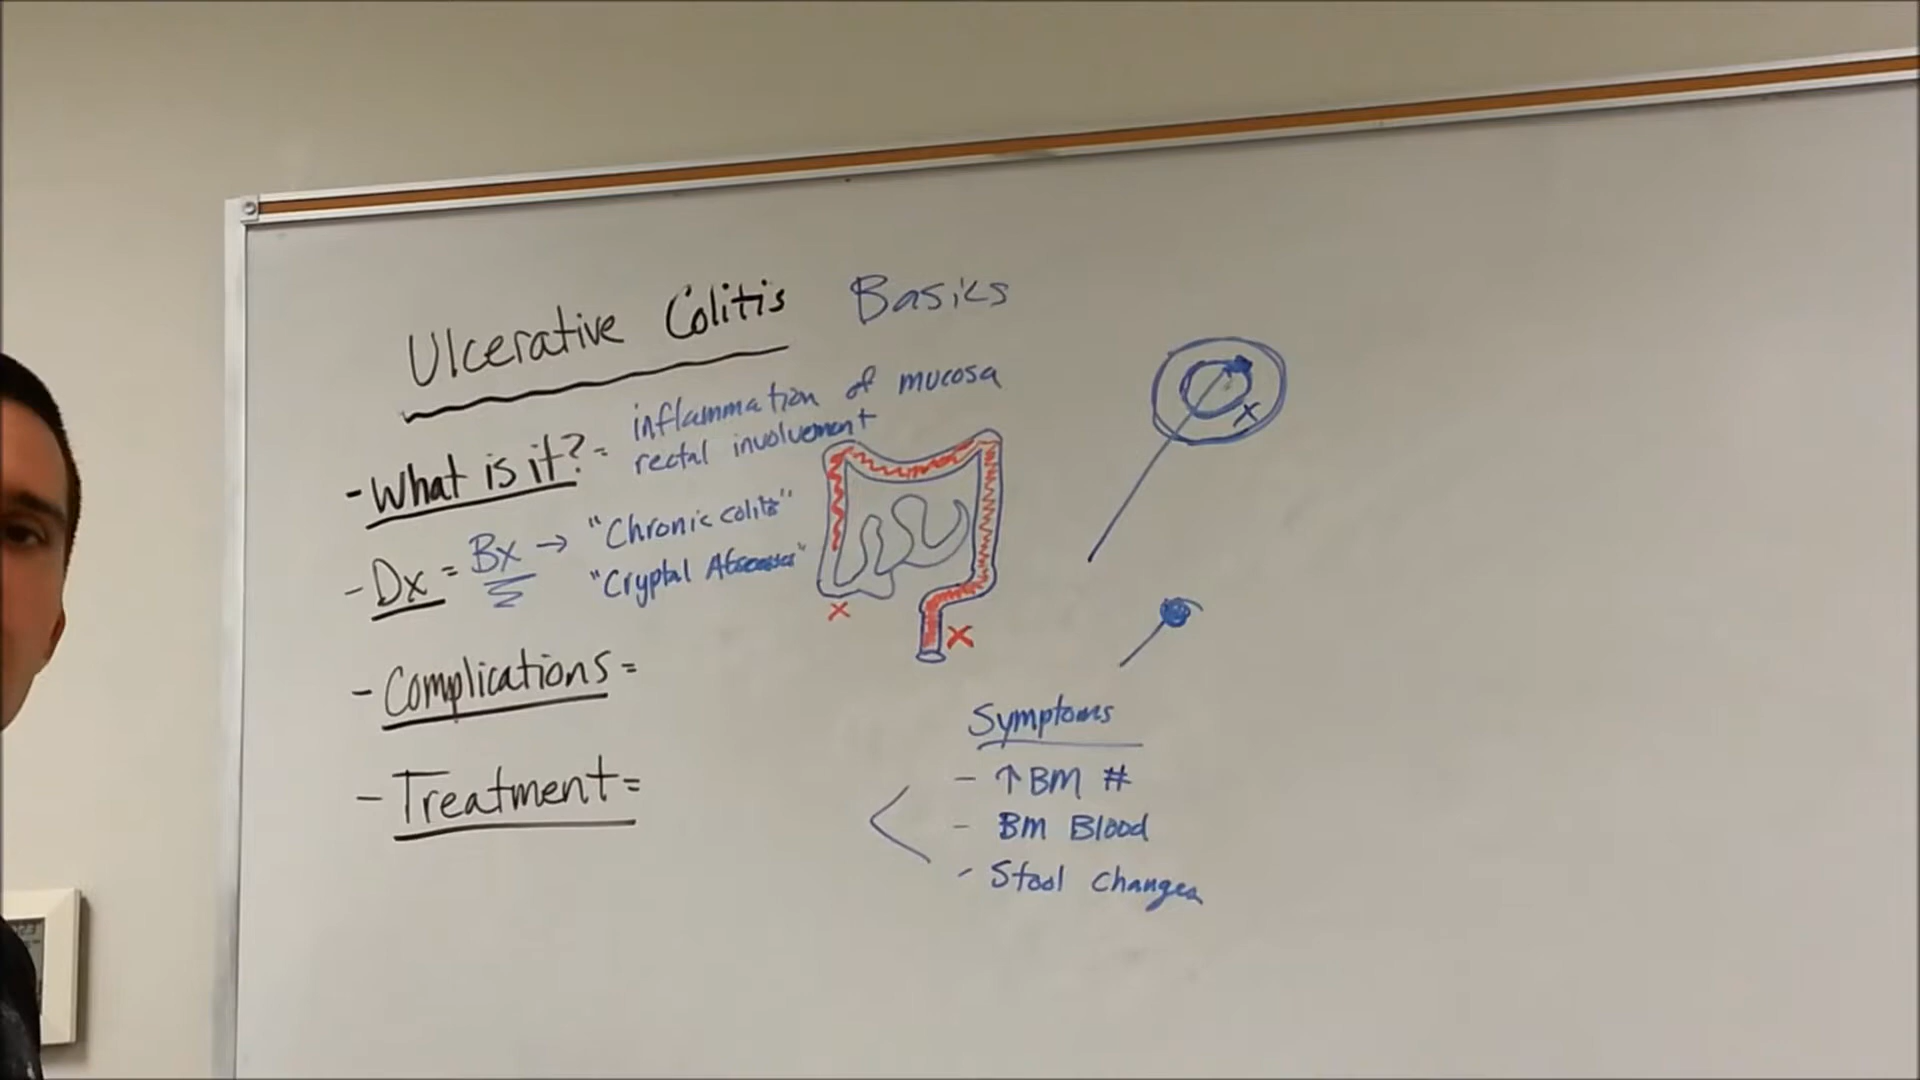 Ulcerative Colitis Basics
- What is it? = inflammation of mucosa
rectal involvement
- Dx = Bx → "Chronic colitis"
"Cryptal Abscesses"
- Complications =
- Treatment =
x
x
x
Symptoms
- ↑ BM #
- BM Blood
- Stool Changes